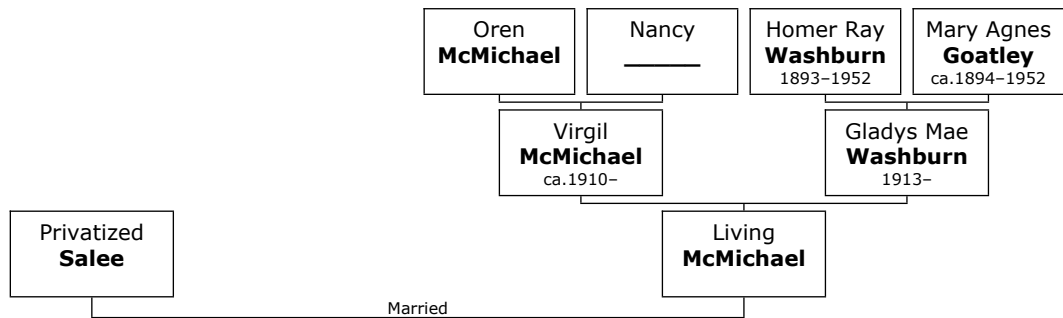 Oren
McMichael
Nancy
______
Homer Ray
Washburn
1893–1952
Mary Agnes
Goatley
ca.1894–1952
Virgil
McMichael
ca.1910–
Gladys Mae
Washburn
1913–
Privatized
Salee
Living
McMichael
Married